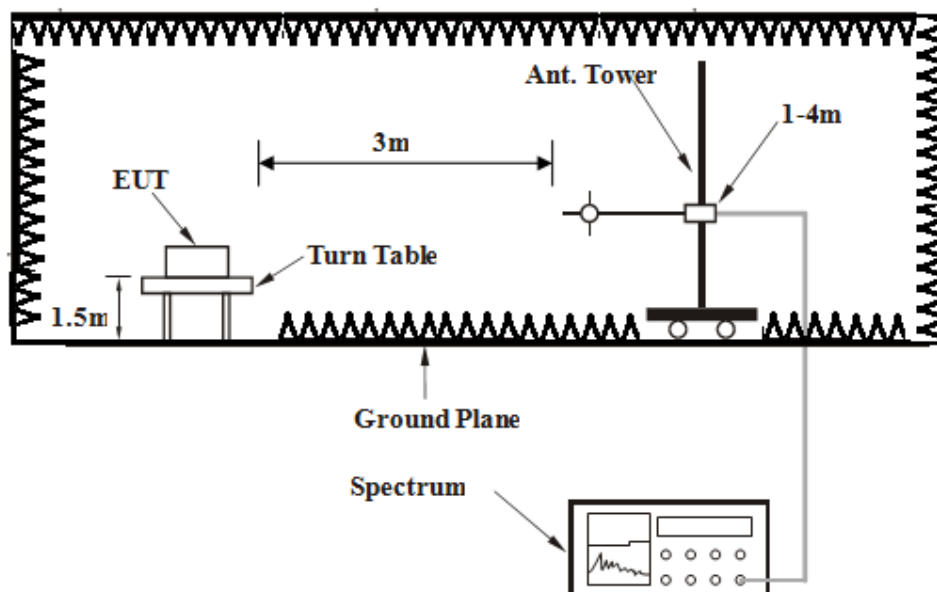 Ant. Tower
1-4m
3m
EUT
Turn Table
1.5m
Ground Plane
Spectrum